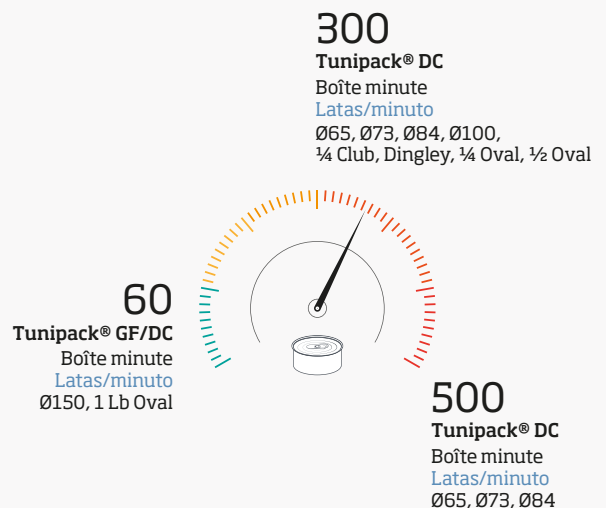 300
Tunipack® DC
Boîte minute
Latas/minuto
Ø65, Ø73, Ø84, Ø100,
¼ Club, Dingley, ¼ Oval, ½ Oval
60
Tunipack® GF/DC
Boîte minute
Latas/minuto
Ø150, 1 Lb Oval
500
Tunipack® DC
Boîte minute
Latas/minuto
Ø65, Ø73, Ø84